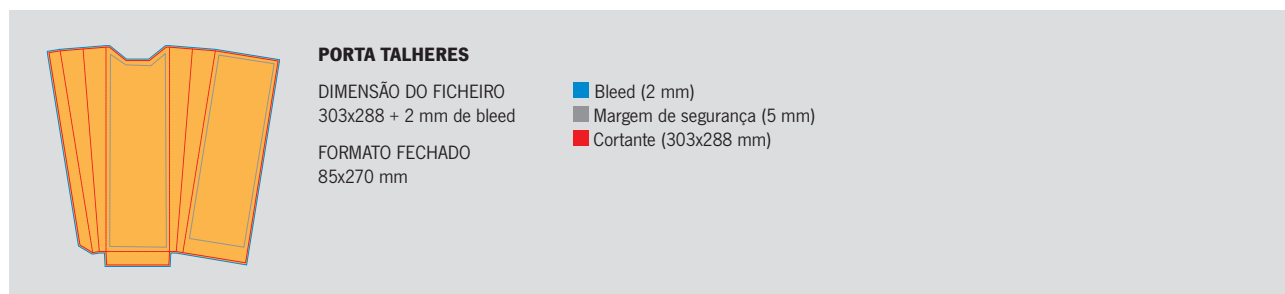 PORTA TALHERES
DIMENSÃO DO FICHEIRO
303x288 + 2 mm de bleed
FORMATO FECHADO
85x270 mm
Bleed (2 mm)
Margem de segurança (5 mm)
Cortante (303x288 mm)